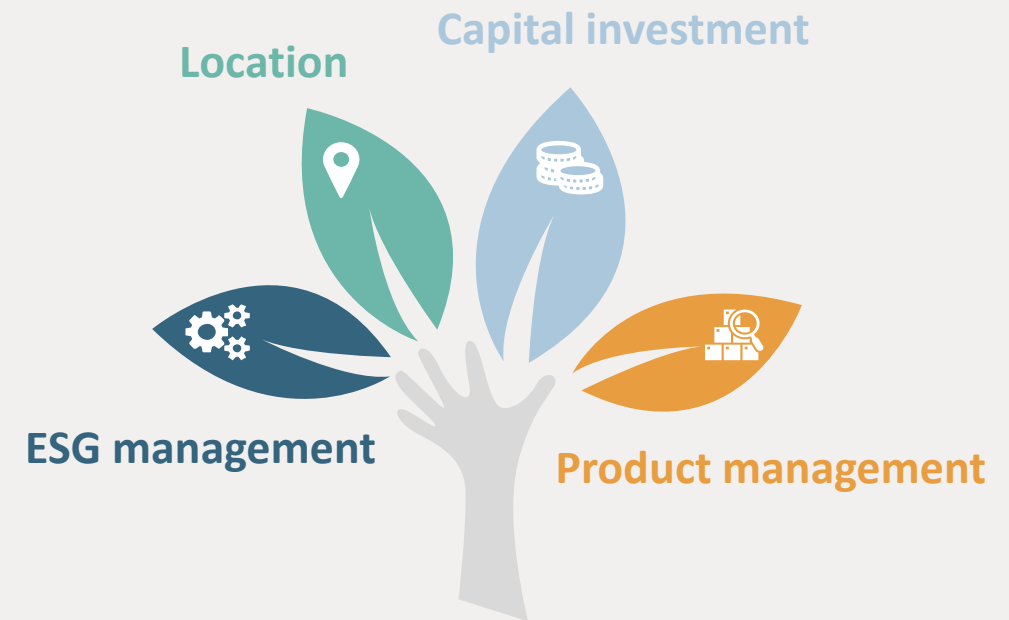 Capital investment
Location
ESG management
Product management